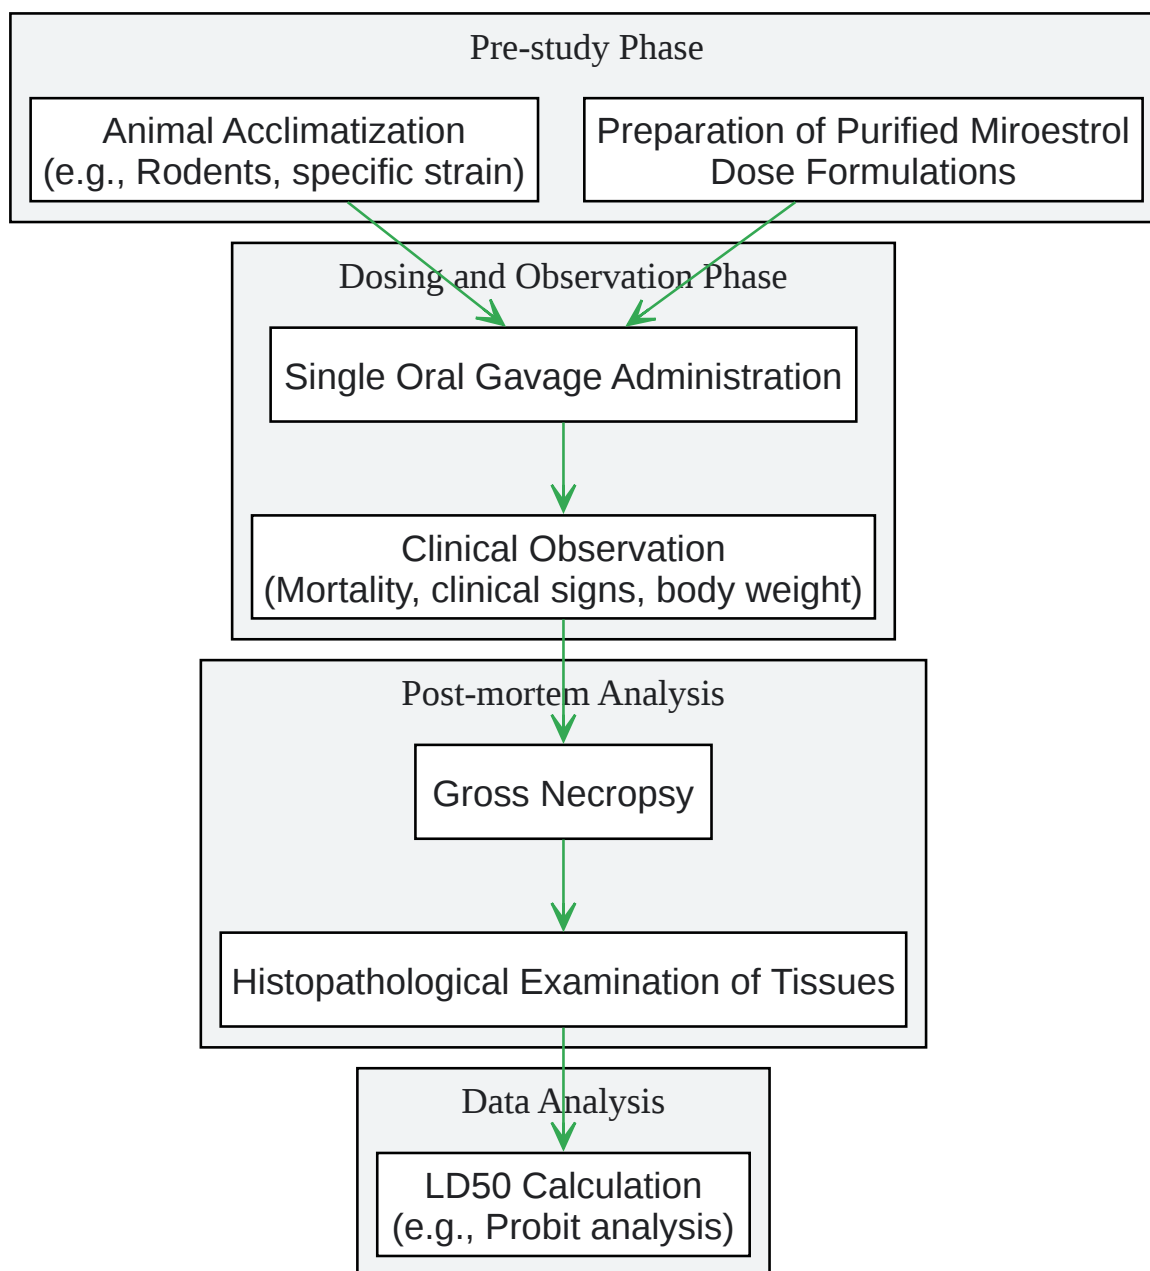 Pre-study Phase
Animal Acclimatization
(e.g., Rodents, specific strain)
Preparation of Purified Miroestrol
Dose Formulations
Dosing and Observation Phase
Single Oral Gavage Administration
Clinical Observation
(Mortality, clinical signs, body weight)
Post-mortem Analysis
Gross Necropsy
Histopathological Examination of Tissues
Data Analysis
LD50 Calculation
(e.g., Probit analysis)